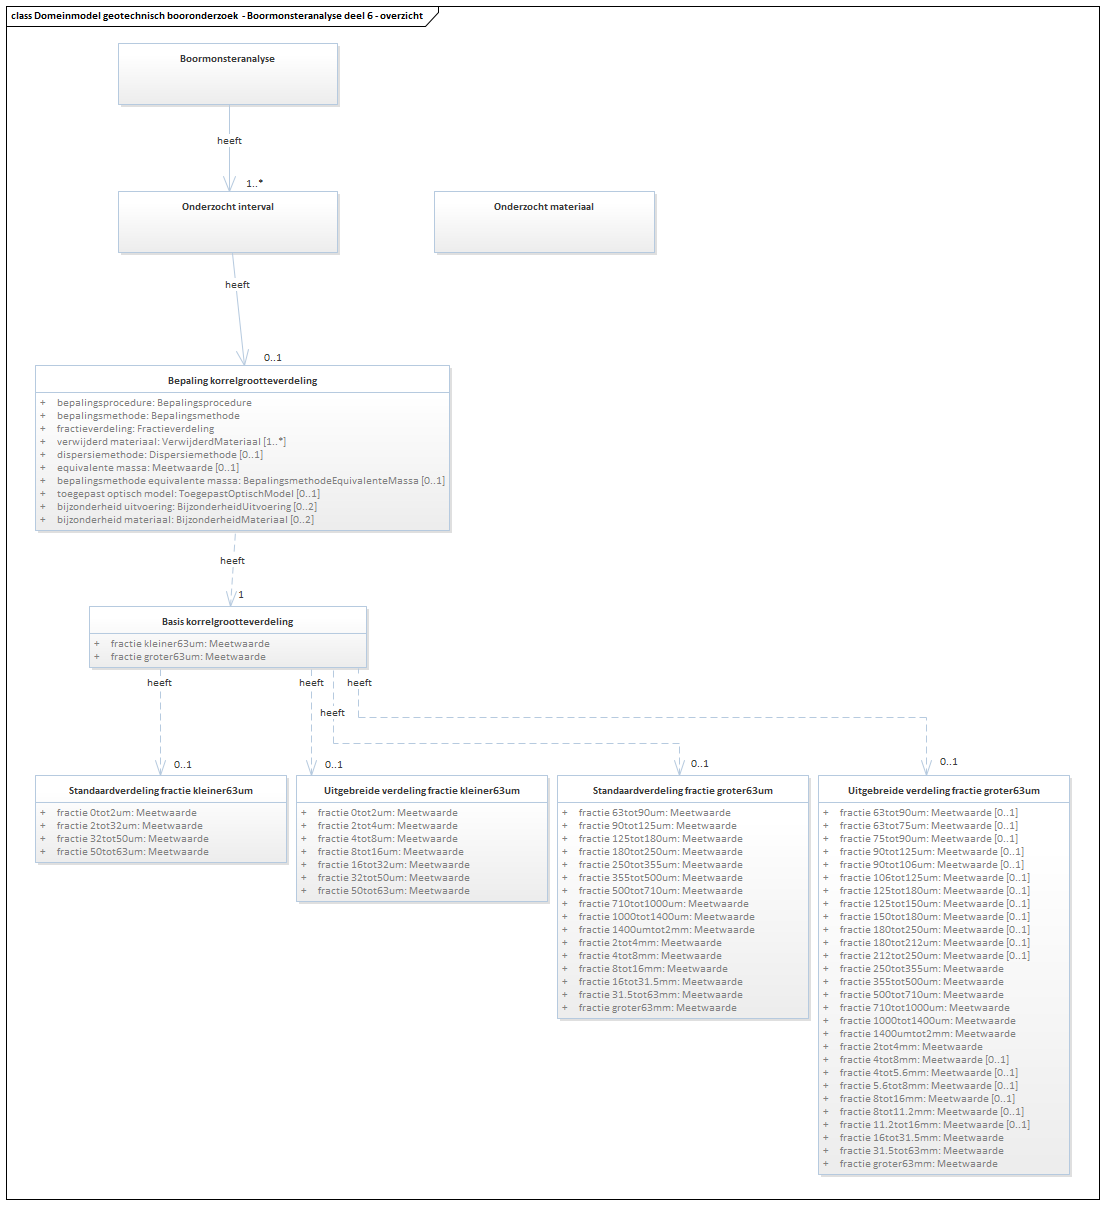 class Domeinmodel geotechnisch booronderzoek - Boormonsteranalyse deel 6 - overzicht
Boormonsteranalyse
heeft
1..*
Onderzocht interval
Onderzocht materiaal
heeft
0..1
Bepaling korrelgrootteverdeling
+ bepalingsprocedure: Bepalingsprocedure
+ bepalingsmethode: Bepalingsmethode
+ fractieverdeling: Fractieverdeling
+ verwijderd materiaal: VerwijderdMateriaal [1..*]
+ dispersiemethode: Dispersiemethode [0..1]
+ equivalente massa: Meetwaarde [0..1]
+ bepalingsmethode equivalente massa: BepalingsmethodeEquivalenteMassa [0..1]
+ toegepast optisch model: ToegepastOptischModel [0..1]
+ bijzonderheid uitvoering: BijzonderheidUitvoering [0..2]
+ bijzonderheid materiaal: BijzonderheidMateriaal [0..2]
heeft
1
Basis korrelgrootteverdeling
+ fractie kleiner63um: Meetwaarde
+ fractie groter63um: Meetwaarde
heeft
heeft
heeft
heeft
0..1
0..1
0..1
0..1
Standaardverdeling fractie kleiner63um
+ fractie 0tot2um: Meetwaarde
+ fractie 2tot32um: Meetwaarde
+ fractie 32tot50um: Meetwaarde
+ fractie 50tot63um: Meetwaarde
Uitgebreide verdeling fractie kleiner63um
+ fractie 0tot2um: Meetwaarde
+ fractie 2tot4um: Meetwaarde
+ fractie 4tot8um: Meetwaarde
+ fractie 8tot16um: Meetwaarde
+ fractie 16tot32um: Meetwaarde
+ fractie 32tot50um: Meetwaarde
+ fractie 50tot63um: Meetwaarde
Standaardverdeling fractie groter63um
+ fractie 63tot90um: Meetwaarde
+ fractie 90tot125um: Meetwaarde
+ fractie 125tot180um: Meetwaarde
+ fractie 180tot250um: Meetwaarde
+ fractie 250tot355um: Meetwaarde
+ fractie 355tot500um: Meetwaarde
+ fractie 500tot710um: Meetwaarde
+ fractie 710tot1000um: Meetwaarde
+ fractie 1000tot1400um: Meetwaarde
+ fractie 1400umtot2mm: Meetwaarde
+ fractie 2tot4mm: Meetwaarde
+ fractie 4tot8mm: Meetwaarde
+ fractie 8tot16mm: Meetwaarde
+ fractie 16tot31.5mm: Meetwaarde
+ fractie 31.5tot63mm: Meetwaarde
+ fractie groter63mm: Meetwaarde
Uitgebreide verdeling fractie groter63um
+ fractie 63tot90um: Meetwaarde [0..1]
+ fractie 63tot75um: Meetwaarde [0..1]
+ fractie 75tot90um: Meetwaarde [0..1]
+ fractie 90tot125um: Meetwaarde [0..1]
+ fractie 90tot106um: Meetwaarde [0..1]
+ fractie 106tot125um: Meetwaarde [0..1]
+ fractie 125tot180um: Meetwaarde [0..1]
+ fractie 125tot150um: Meetwaarde [0..1]
+ fractie 150tot180um: Meetwaarde [0..1]
+ fractie 180tot250um: Meetwaarde [0..1]
+ fractie 180tot212um: Meetwaarde [0..1]
+ fractie 212tot250um: Meetwaarde [0..1]
+ fractie 250tot355um: Meetwaarde
+ fractie 355tot500um: Meetwaarde
+ fractie 500tot710um: Meetwaarde
+ fractie 710tot1000um: Meetwaarde
+ fractie 1000tot1400um: Meetwaarde
+ fractie 1400umtot2mm: Meetwaarde
+ fractie 2tot4mm: Meetwaarde
+ fractie 4tot8mm: Meetwaarde [0..1]
+ fractie 4tot5.6mm: Meetwaarde [0..1]
+ fractie 5.6tot8mm: Meetwaarde [0..1]
+ fractie 8tot16mm: Meetwaarde [0..1]
+ fractie 8tot11.2mm: Meetwaarde [0..1]
+ fractie 11.2tot16mm: Meetwaarde [0..1]
+ fractie 16tot31.5mm: Meetwaarde
+ fractie 31.5tot63mm: Meetwaarde
+ fractie groter63mm: Meetwaarde